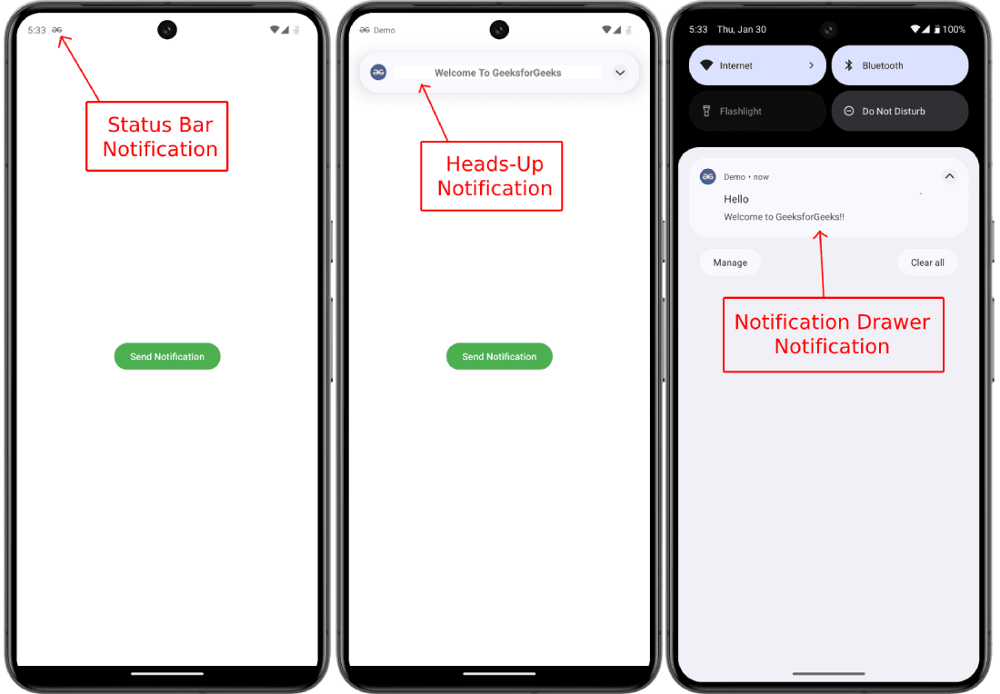 5:33
Status Bar
Notification
Send Notification
Demo
Welcome To GeeksforGeeks
Heads-Up
Notification
Send Notification
5:33 Thu, Jan 30
100%
Internet
Bluetooth
Flashlight
Do Not Disturb
Demo • now
Hello
Welcome to GeeksforGeeks!!
Manage
Clear all
Notification Drawer
Notification